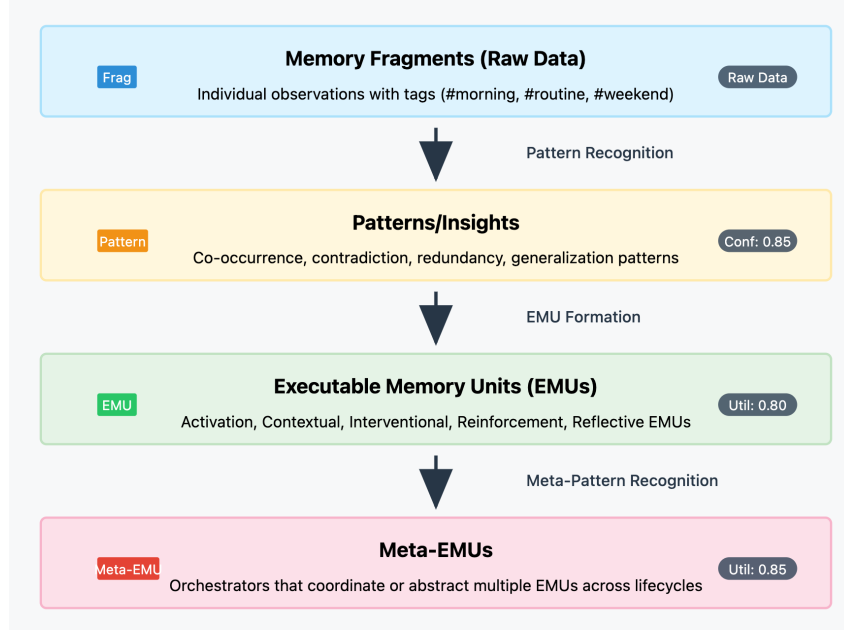 Memory Fragments (Raw Data)
Frag
Raw Data
Individual observations with tags (#morning, #routine, #weekend)
Pattern Recognition
Patterns/Insights
Pattern
Conf: 0.85
Co-occurrence, contradiction, redundancy, generalization patterns
EMU Formation
Executable Memory Units (EMUs)
EMU
Util: 0.80
Activation, Contextual, Interventional, Reinforcement, Reflective EMUs
Meta-Pattern Recognition
Meta-EMUs
Meta-EMU
Util: 0.85
Orchestrators that coordinate or abstract multiple EMUs across lifecycles